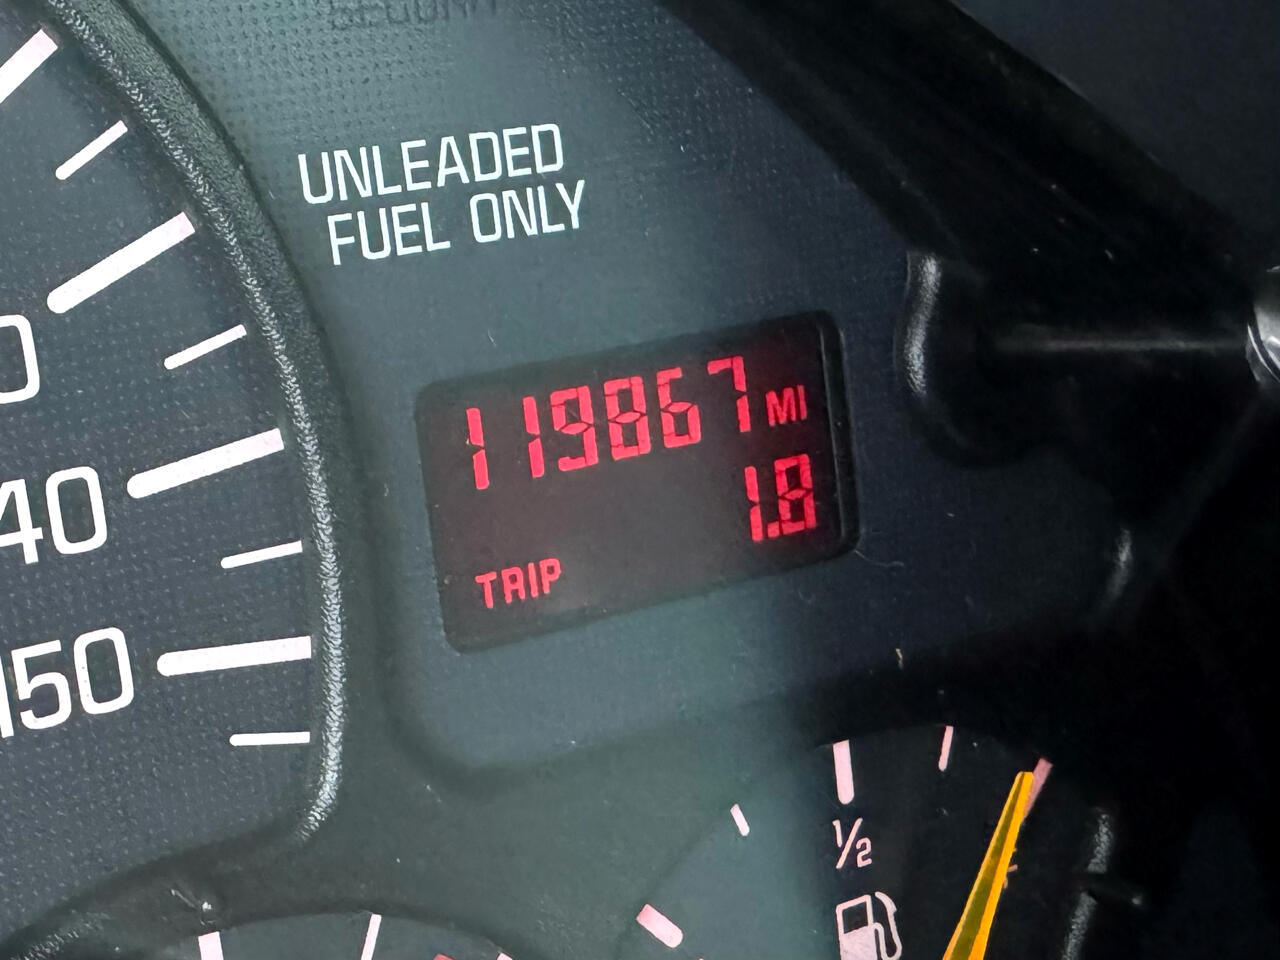 UNLEADED
FUEL ONLY
119867 MI
1.8
TRIP
40
150
1/2